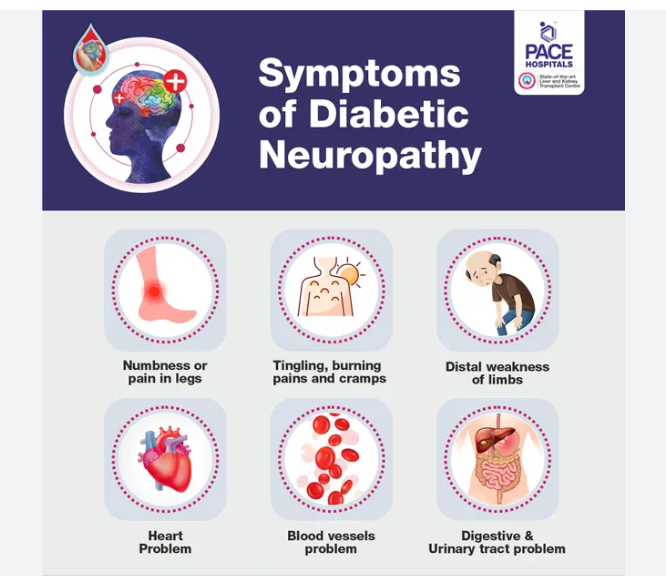 PACE
HOSPITALS
State-of-the-art
Liver and Kidney
Transplant Centre
Symptoms
of Diabetic
Neuropathy
Numbness or
pain in legs
Tingling, burning
pains and cramps
Distal weakness
of limbs
Heart
Problem
Blood vessels
problem
Digestive &
Urinary tract problem